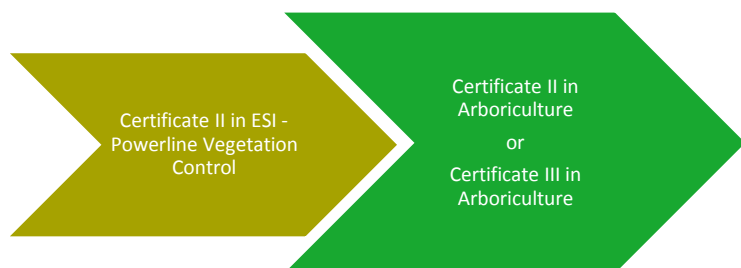 Certificate II in ESI -
Powerline Vegetation
Control
Certificate II in
Arboriculture
or
Certificate III in
Arboriculture